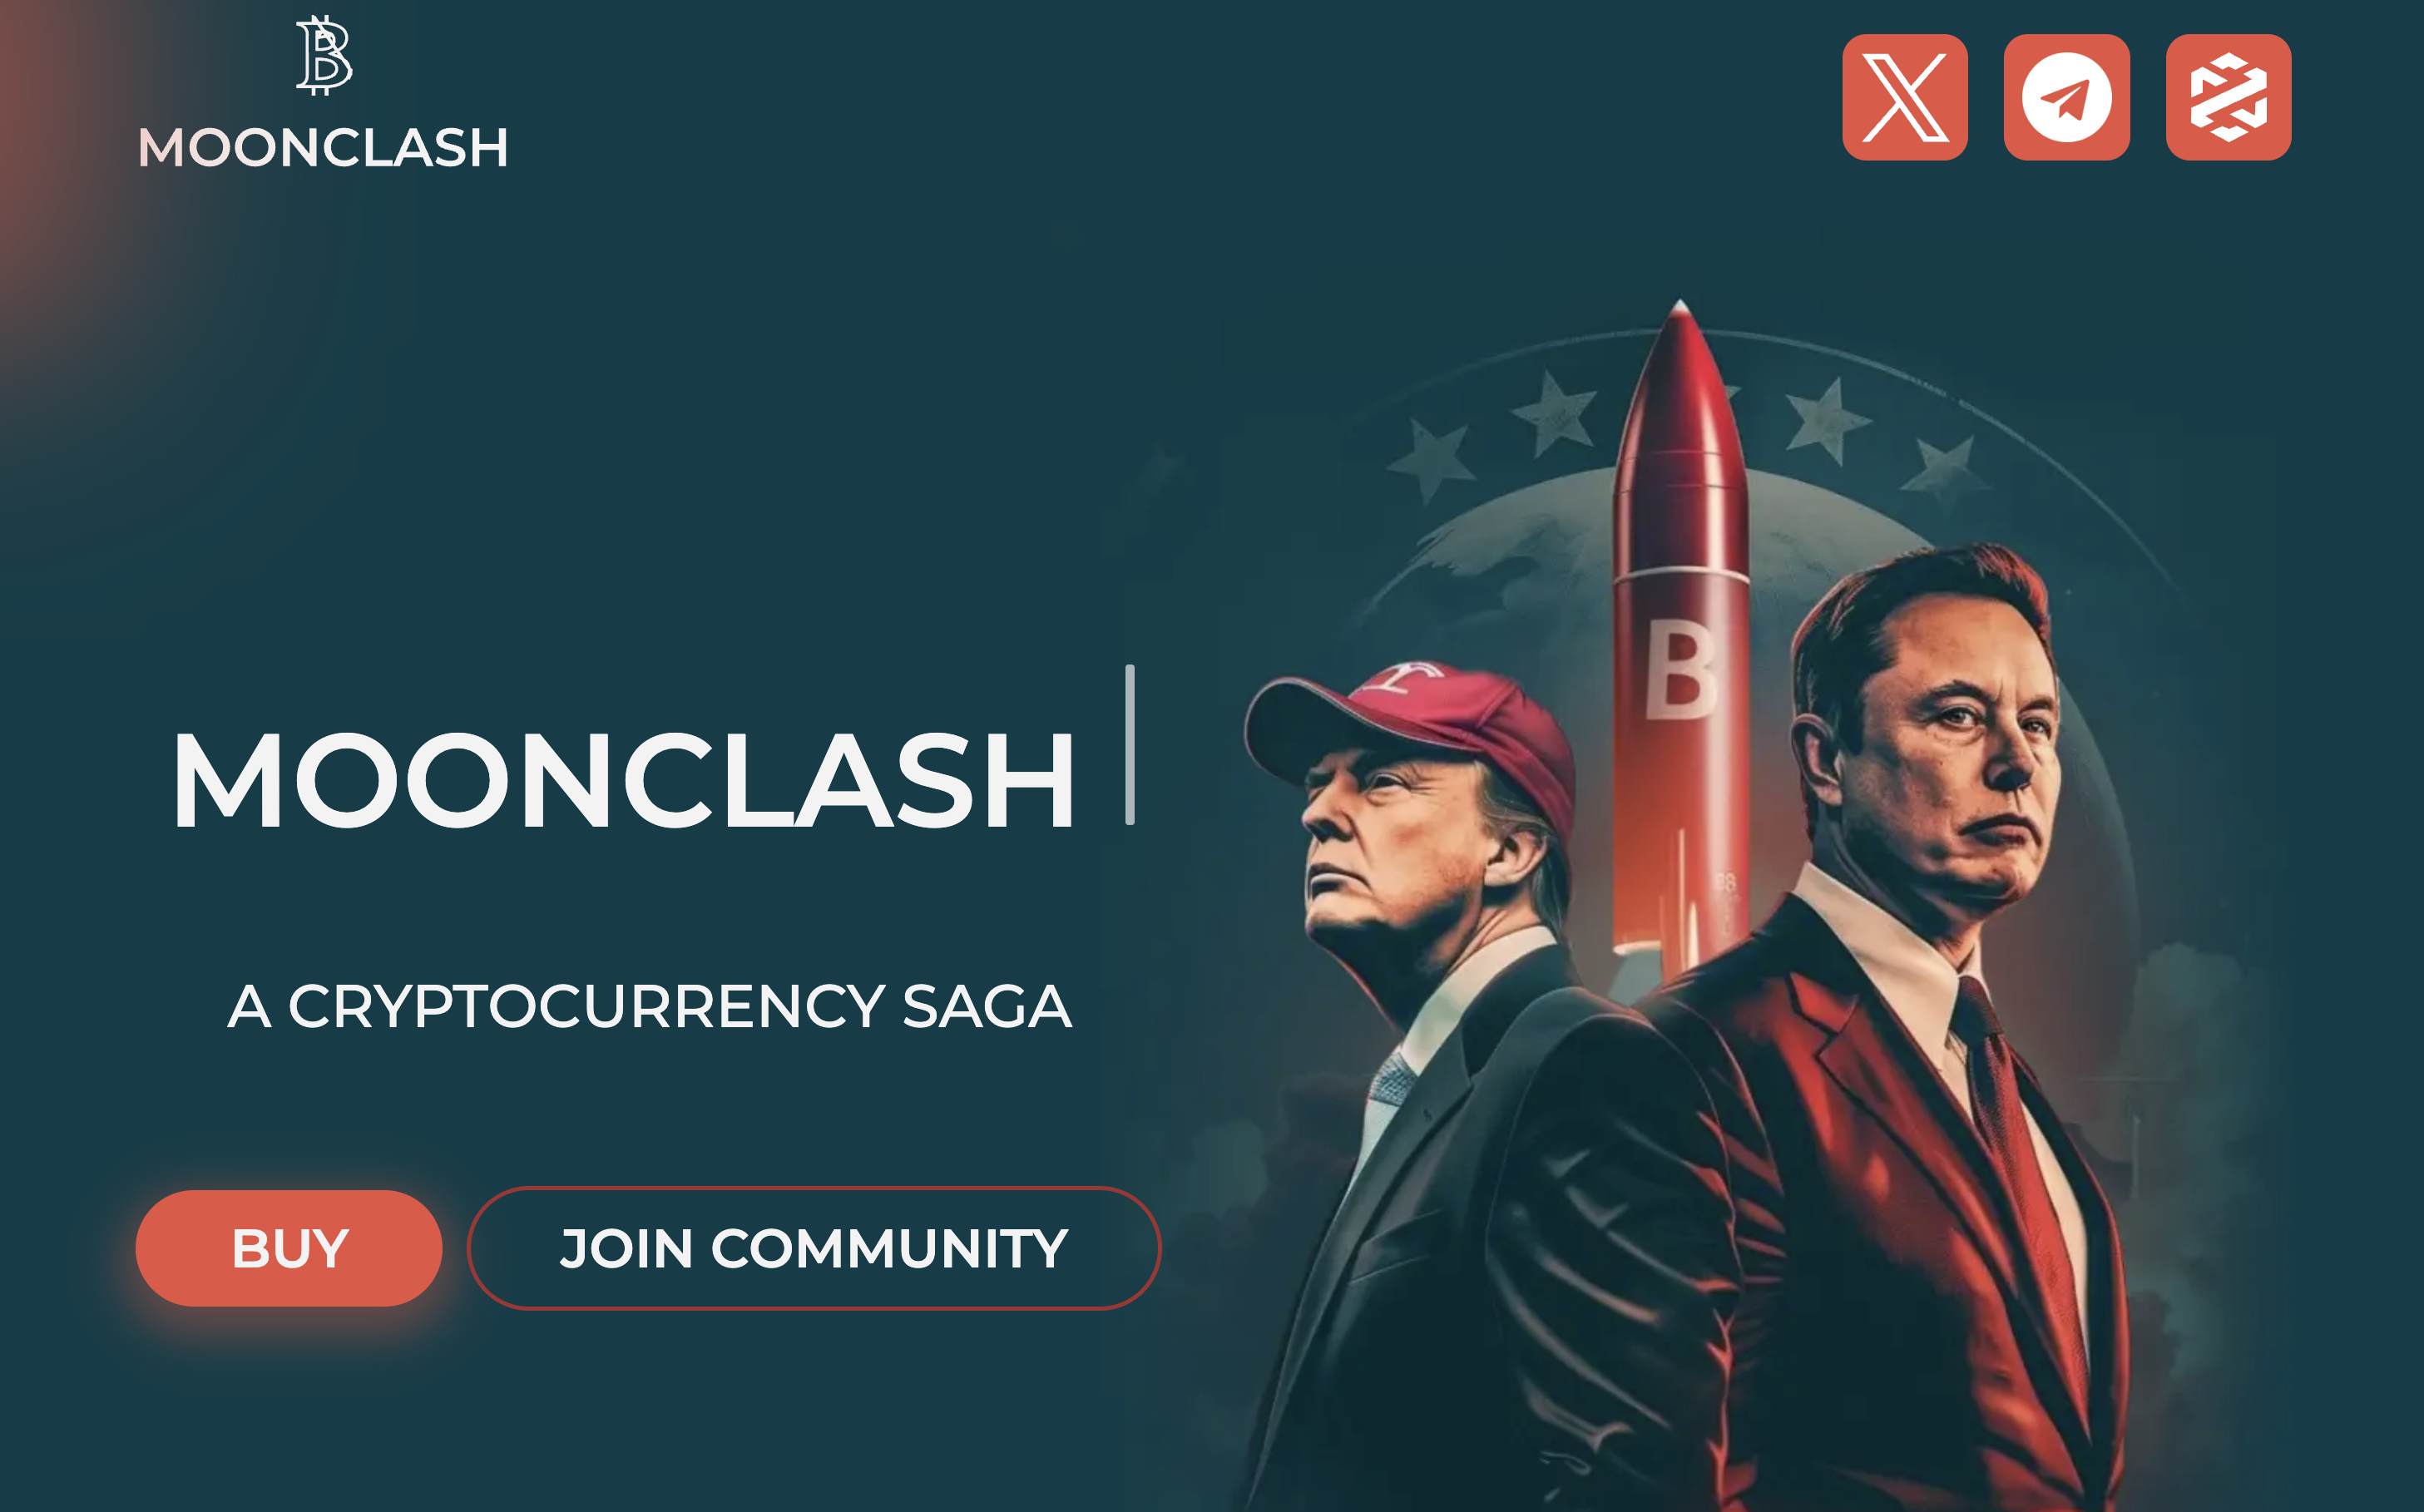 MOONCLASH
MOONCLASH
A CRYPTOCURRENCY SAGA
BUY
JOIN COMMUNITY
B